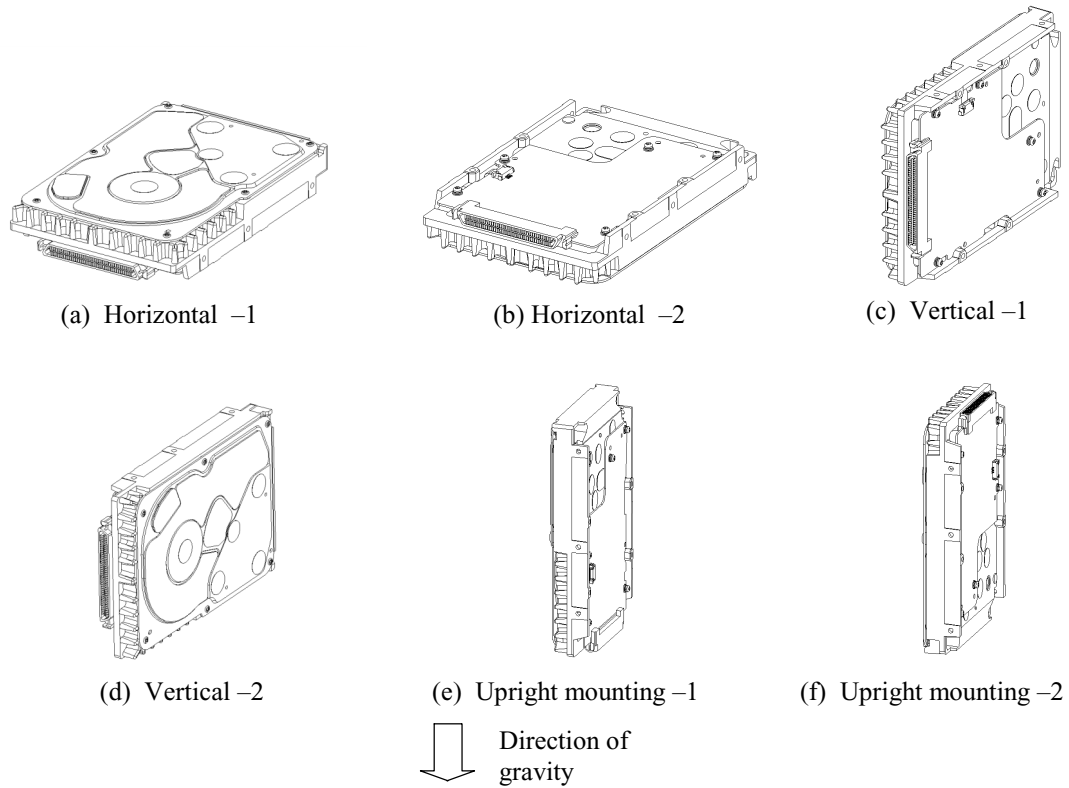 (a) Horizontal –1
(b) Horizontal –2
(c) Vertical –1
(d) Vertical –2
(e) Upright mounting –1
(f) Upright mounting –2
Direction of
gravity